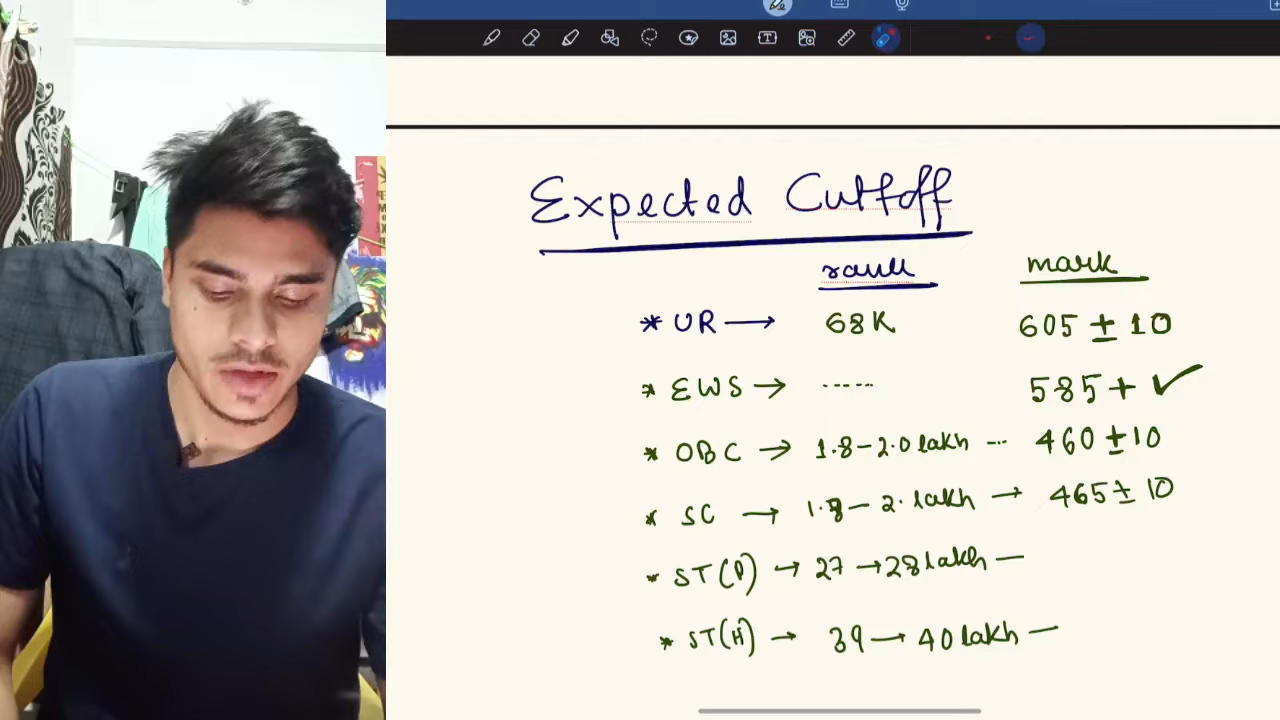 Expected Cuttoff
rank mark
* UR → 68K 605 ± 10
* EWS → ----- 585+ ✓
* OBC → 1.8-2.0 lakh --- 460 ±10
* SC → 1.8- 2. lakh → 465± 10
* ST(P) → 27 → 28 lakh —
* ST(H) → 39 → 40 lakh —